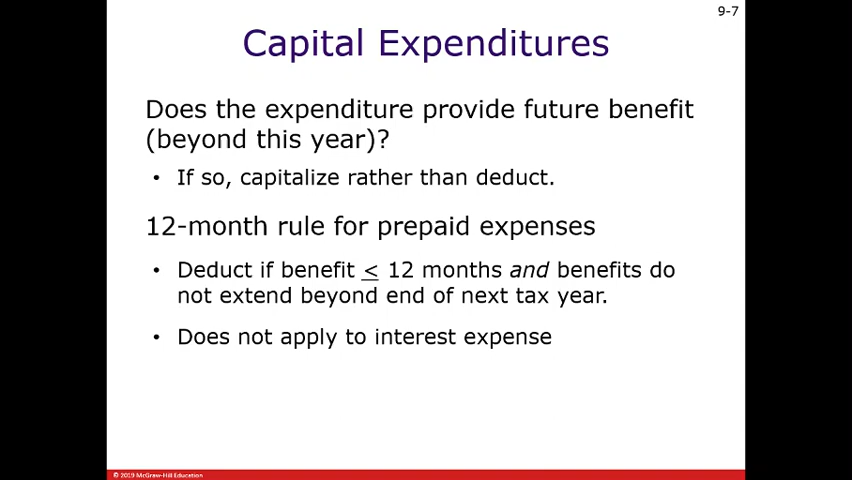 9-7
Capital Expenditures
Does the expenditure provide future benefit
(beyond this year)?
• If so, capitalize rather than deduct.
12-month rule for prepaid expenses
• Deduct if benefit < 12 months and benefits do
not extend beyond end of next tax year.
• Does not apply to interest expense
© 2019 McGraw-Hill Education